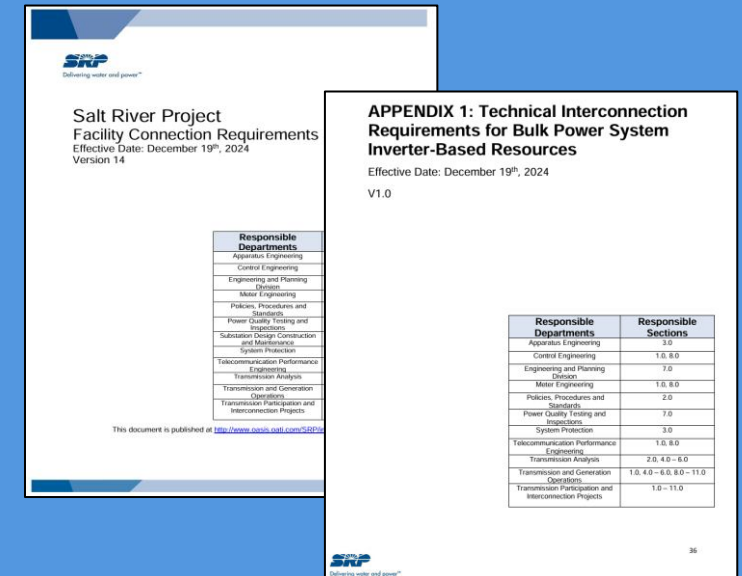 SRP
Delivering water and power™
Salt River Project
Facility Connection Requirements
Effective Date: December 19th, 2024
Version 14
Responsible
Departments
Apparatus Engineering
Control Engineering
Engineering and Planning
Division
Meter Engineering
Policies, Procedures and
Standards
Power Quality Testing and
Inspections
Substation Design Construction
and Maintenance
System Protection
Telecommunication Performance
Engineering
Transmission Analysis
Transmission and Generation
Operations
Transmission Participation and
Interconnection Projects
This document is published at http://www.oasis.oati.com/SRP/
APPENDIX 1: Technical Interconnection
Requirements for Bulk Power System
Inverter-Based Resources
Effective Date: December 19th, 2024
V1.0
Responsible Departments Responsible Sections
Apparatus Engineering 3.0
Control Engineering 1.0, 8.0
Engineering and Planning Division 7.0
Meter Engineering 1.0, 8.0
Policies, Procedures and Standards 2.0
Power Quality Testing and Inspections 7.0
System Protection 3.0
Telecommunication Performance Engineering 1.0, 8.0
Transmission Analysis 2.0, 4.0 – 6.0
Transmission and Generation Operations 1.0, 4.0 – 6.0, 8.0 – 11.0
Transmission Participation and Interconnection Projects 1.0 – 11.0
36
SRP
Delivering water and power™